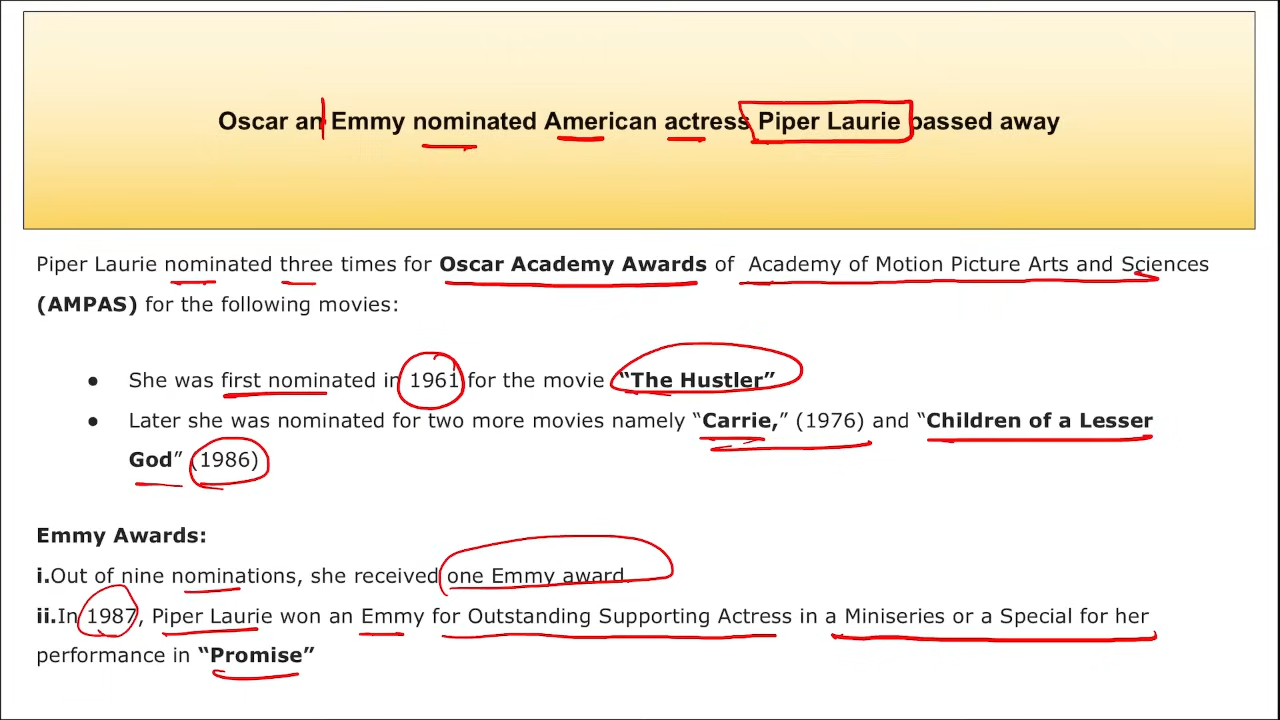 Oscar an Emmy nominated American actress Piper Laurie passed away
Piper Laurie nominated three times for Oscar Academy Awards of Academy of Motion Picture Arts and Sciences
(AMPAS) for the following movies:
● She was first nominated in 1961 for the movie “The Hustler”
● Later she was nominated for two more movies namely “Carrie,” (1976) and “Children of a Lesser
God” (1986)
Emmy Awards:
i.Out of nine nominations, she received one Emmy award.
ii.In 1987, Piper Laurie won an Emmy for Outstanding Supporting Actress in a Miniseries or a Special for her
performance in “Promise”